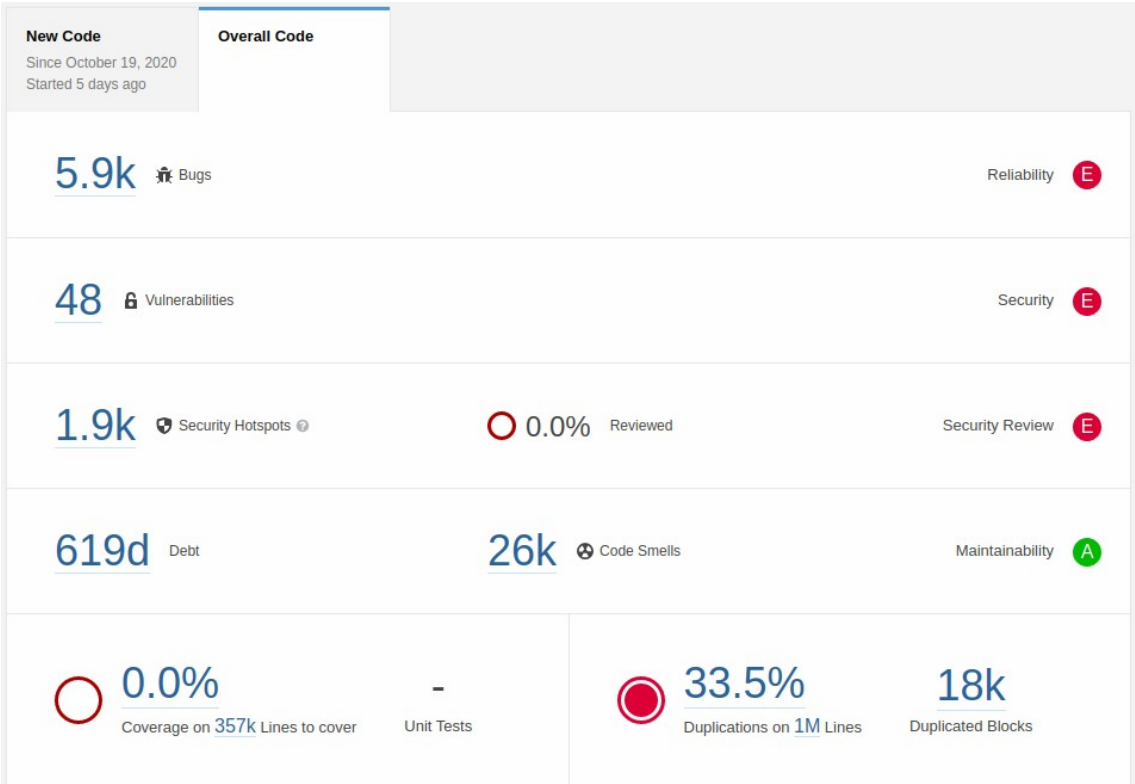 New Code
Since October 19, 2020
Started 5 days ago
Overall Code
5.9k Bugs Reliability E
48 Vulnerabilities Security E
1.9k Security Hotspots ? 0.0% Reviewed Security Review E
619d Debt 26k Code Smells Maintainability A
0.0% - 33.5% 18k
Coverage on 357k Lines to cover Unit Tests Duplications on 1M Lines Duplicated Blocks